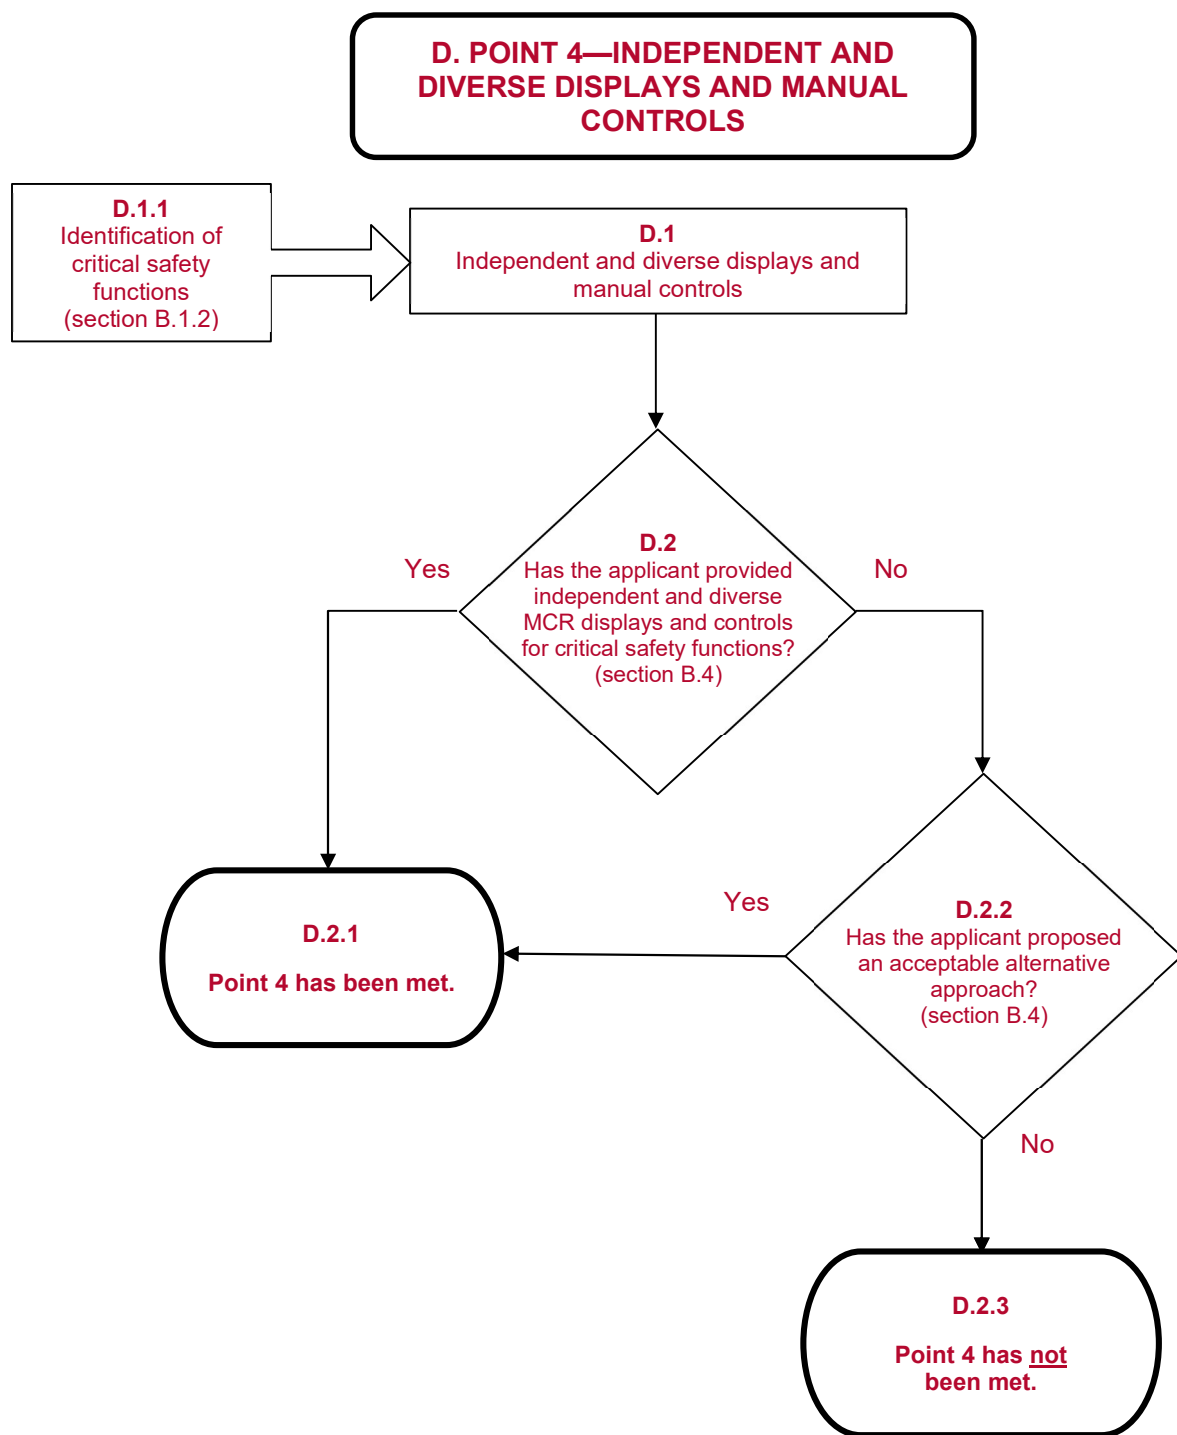 D. POINT 4—INDEPENDENT AND
DIVERSE DISPLAYS AND MANUAL
CONTROLS
D.1.1
Identification of
critical safety
functions
(section B.1.2)
D.1
Independent and diverse displays and
manual controls
D.2
Has the applicant provided
independent and diverse
MCR displays and controls
for critical safety functions?
(section B.4)
Yes
No
D.2.1
Point 4 has been met.
Yes
D.2.2
Has the applicant proposed
an acceptable alternative
approach?
(section B.4)
No
D.2.3
Point 4 has not
been met.